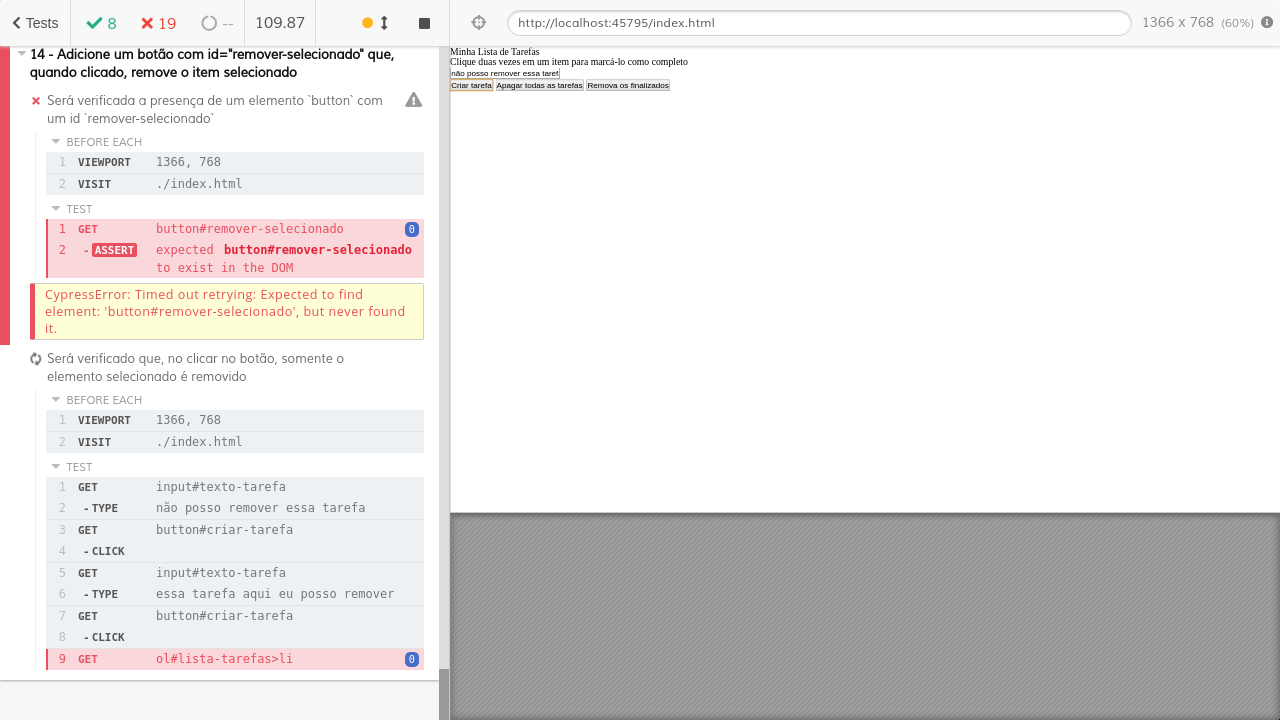 Tests
8
19
--
109.87
http://localhost:45795/index.html
1366 x 768 (60%)
14 - Adicione um botão com id="remover-selecionado" que,
quando clicado, remove o item selecionado
Será verificada a presença de um elemento `button` com
um id `remover-selecionado`
BEFORE EACH
1 VIEWPORT 1366, 768
2 VISIT ./index.html
TEST
1 GET button#remover-selecionado 0
2 - ASSERT expected button#remover-selecionado
to exist in the DOM
CypressError: Timed out retrying: Expected to find
element: 'button#remover-selecionado', but never found
it.
Será verificado que, no clicar no botão, somente o
elemento selecionado é removido
BEFORE EACH
1 VIEWPORT 1366, 768
2 VISIT ./index.html
TEST
1 GET input#texto-tarefa
2 - TYPE não posso remover essa tarefa
3 GET button#criar-tarefa
4 - CLICK
5 GET input#texto-tarefa
6 - TYPE essa tarefa aqui eu posso remover
7 GET button#criar-tarefa
8 - CLICK
9 GET ol#lista-tarefas>li 0
Minha Lista de Tarefas
Clique duas vezes em um item para marcá-lo como completo
não posso remover essa taref
Criar tarefa Apagar todas as tarefas Remova os finalizados